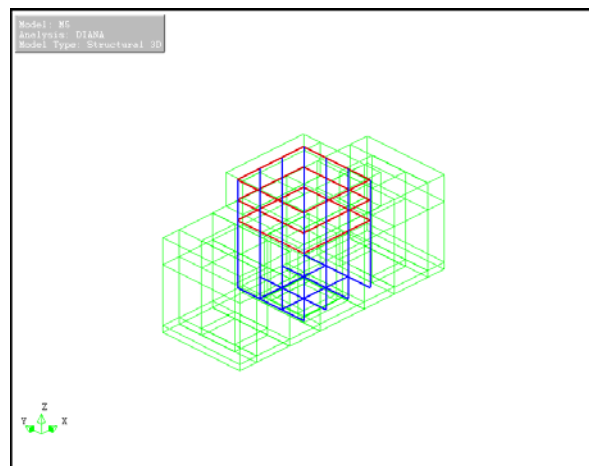 Model: M5
Analysis: DIANA
Model Type: Structural 3D
Z
Y X